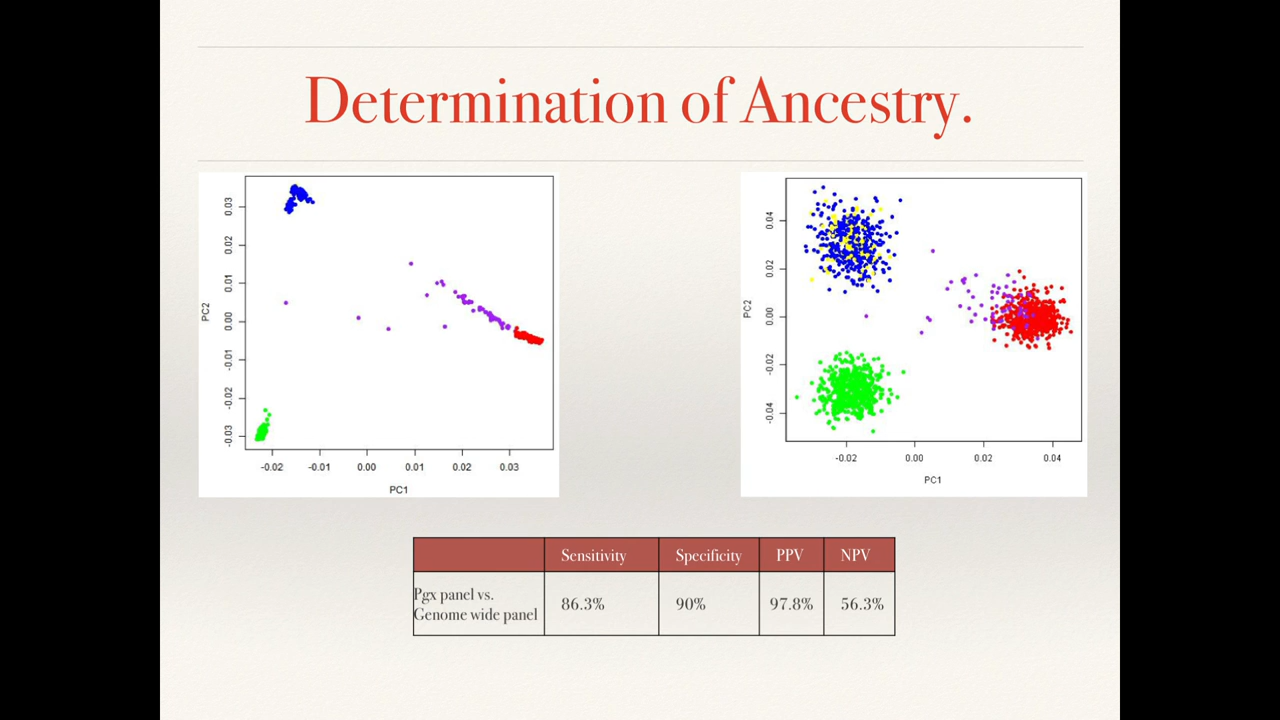 Determination of Ancestry.
0.03
0.02
0.01
0.00
-0.01
-0.02
-0.03
PC2
-0.02 -0.01 0.00 0.01 0.02 0.03
PC1
0.04
0.02
0.00
-0.02
-0.04
PC2
-0.02 0.00 0.02 0.04
PC1
Sensitivity Specificity PPV NPV
Pgx panel vs.
Genome wide panel
86.3% 90% 97.8% 56.3%